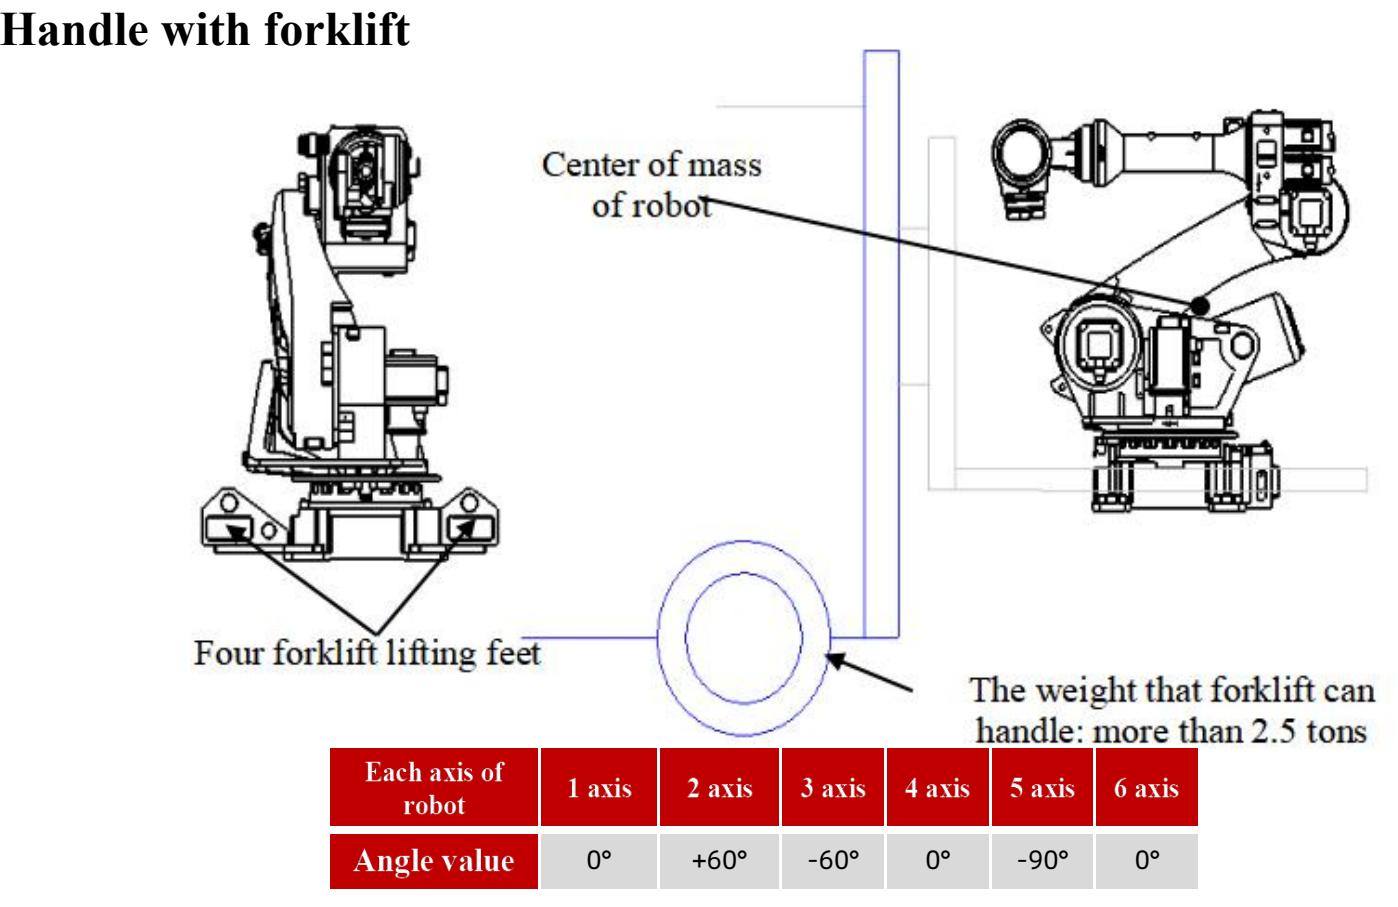 Handle with forklift
Center of mass
of robot
Four forklift lifting feet
The weight that forklift can
handle: more than 2.5 tons
Each axis of
robot
1 axis
2 axis
3 axis
4 axis
5 axis
6 axis
Angle value
0°
+60°
-60°
0°
-90°
0°